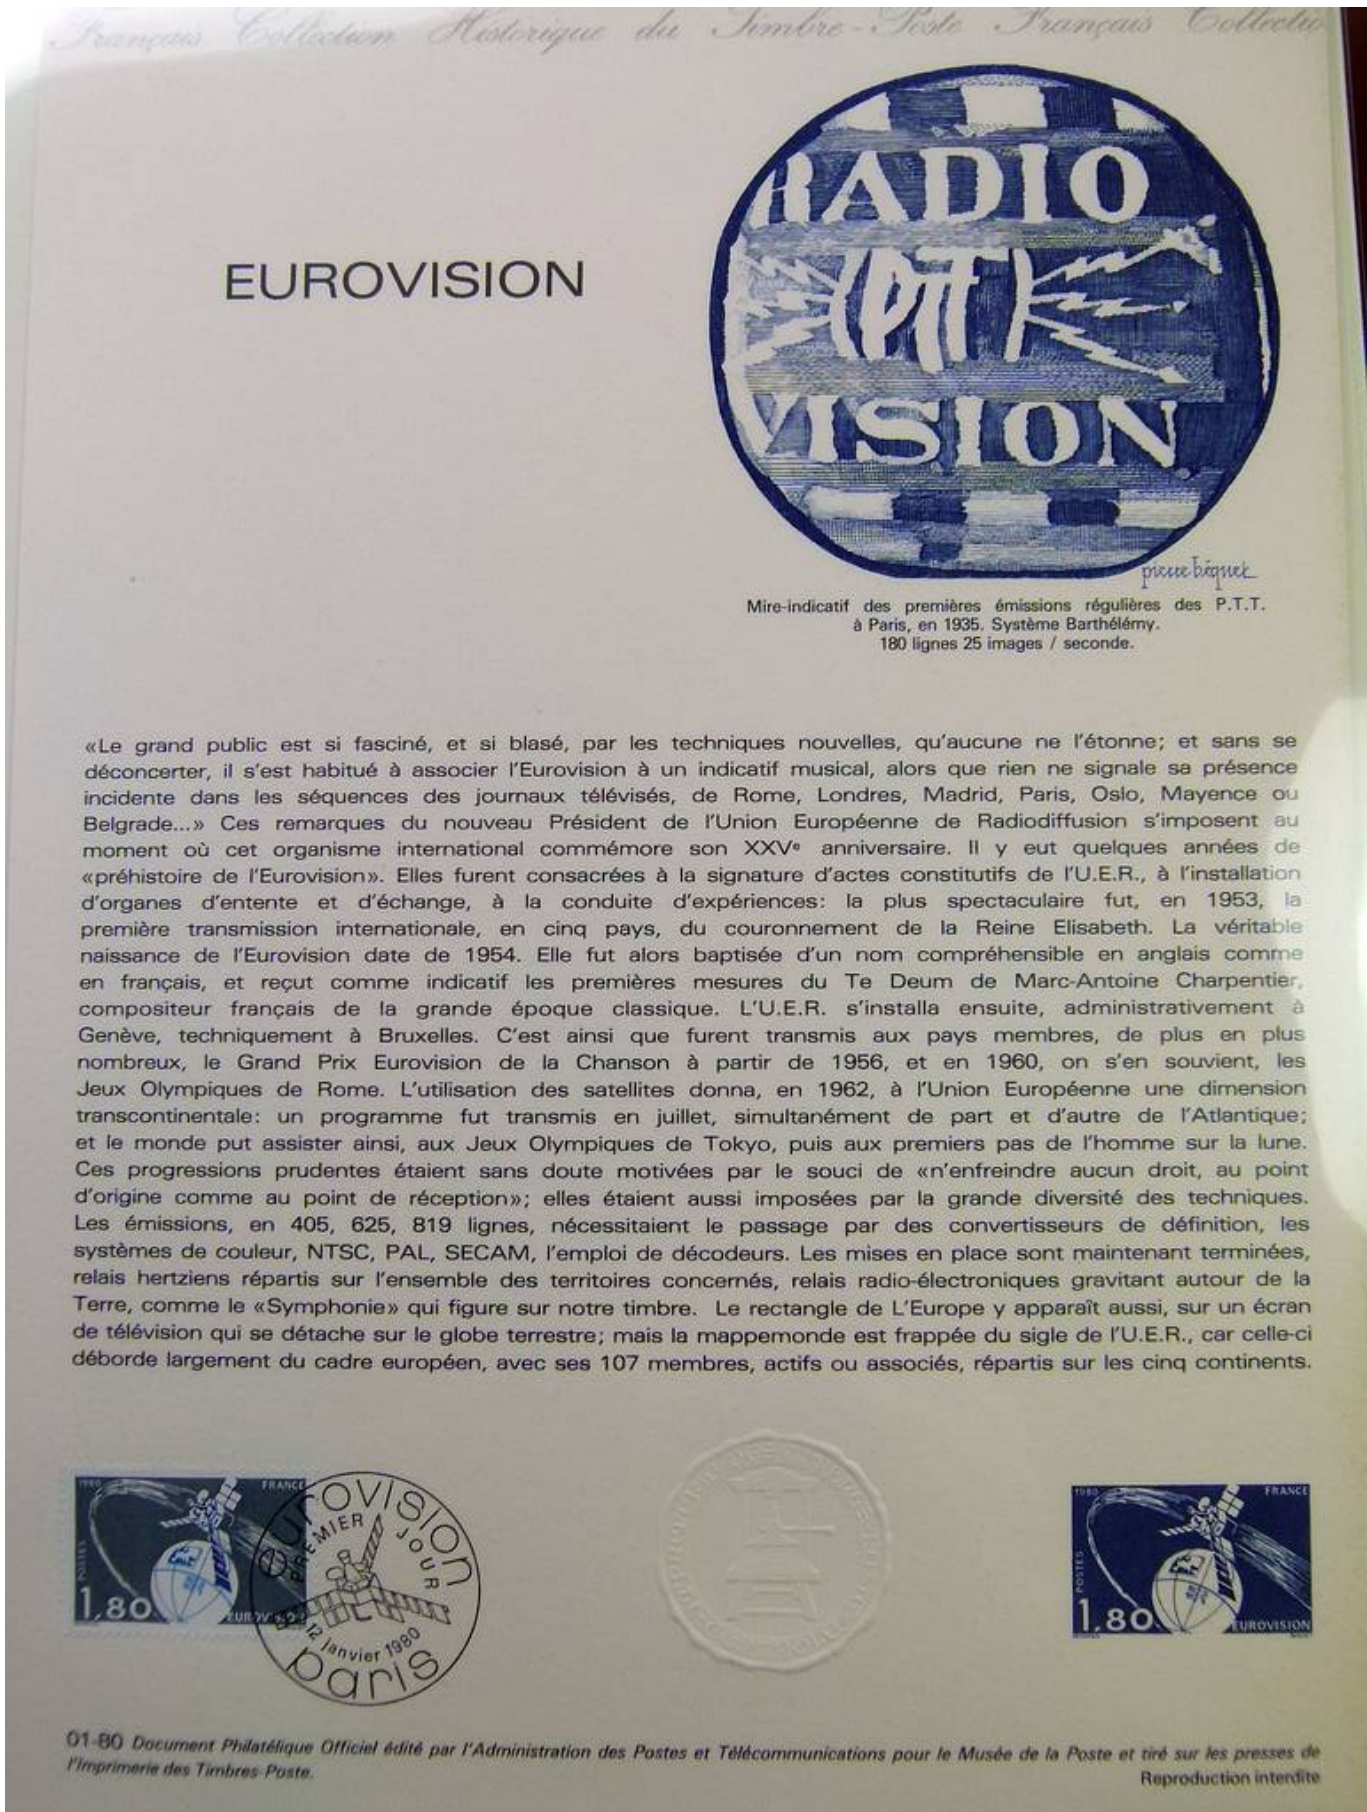 Français Collection Historique du Timbre-Poste Français Collectio
RADIO
PTT
VISION
EUROVISION
pierre béquet
Mire-indicatif des premières émissions régulières des P.T.T.
à Paris, en 1935. Système Barthélémy.
180 lignes 25 images / seconde.
«Le grand public est si fasciné, et si blasé, par les techniques nouvelles, qu'aucune ne l'étonne; et sans se
déconcerter, il s'est habitué à associer l'Eurovision à un indicatif musical, alors que rien ne signale sa présence
incidente dans les séquences des journaux télévisés, de Rome, Londres, Madrid, Paris, Oslo, Mayence ou
Belgrade...» Ces remarques du nouveau Président de l'Union Européenne de Radiodiffusion s'imposent au
moment où cet organisme international commémore son XXVe anniversaire. Il y eut quelques années de
«préhistoire de l'Eurovision». Elles furent consacrées à la signature d'actes constitutifs de l'U.E.R., à l'installation
d'organes d'entente et d'échange, à la conduite d'expériences: la plus spectaculaire fut, en 1953, la
première transmission internationale, en cinq pays, du couronnement de la Reine Elisabeth. La véritable
naissance de l'Eurovision date de 1954. Elle fut alors baptisée d'un nom compréhensible en anglais comme
en français, et reçut comme indicatif les premières mesures du Te Deum de Marc-Antoine Charpentier,
compositeur français de la grande époque classique. L'U.E.R. s'installa ensuite, administrativement à
Genève, techniquement à Bruxelles. C'est ainsi que furent transmis aux pays membres, de plus en plus
nombreux, le Grand Prix Eurovision de la Chanson à partir de 1956, et en 1960, on s'en souvient, les
Jeux Olympiques de Rome. L'utilisation des satellites donna, en 1962, à l'Union Européenne une dimension
transcontinentale: un programme fut transmis en juillet, simultanément de part et d'autre de l'Atlantique;
et le monde put assister ainsi, aux Jeux Olympiques de Tokyo, puis aux premiers pas de l'homme sur la lune.
Ces progressions prudentes étaient sans doute motivées par le souci de «n'enfreindre aucun droit, au point
d'origine comme au point de réception»; elles étaient aussi imposées par la grande diversité des techniques.
Les émissions, en 405, 625, 819 lignes, nécessitaient le passage par des convertisseurs de définition, les
systèmes de couleur, NTSC, PAL, SECAM, l'emploi de décodeurs. Les mises en place sont maintenant terminées,
relais hertziens répartis sur l'ensemble des territoires concernés, relais radio-électroniques gravitant autour de la
Terre, comme le «Symphonie» qui figure sur notre timbre. Le rectangle de L'Europe y apparaît aussi, sur un écran
de télévision qui se détache sur le globe terrestre; mais la mappemonde est frappée du sigle de l'U.E.R., car celle-ci
déborde largement du cadre européen, avec ses 107 membres, actifs ou associés, répartis sur les cinq continents.
1980 FRANCE
POSTES
1,80
EUROVISION
eurovision
PREMIER JOUR
12 janvier 1980
paris
1980 FRANCE
POSTES
1,80
EUROVISION
01-80 Document Philatélique Officiel édité par l'Administration des Postes et Télécommunications pour le Musée de la Poste et tiré sur les presses de
l'Imprimerie des Timbres-Poste.
Reproduction interdite